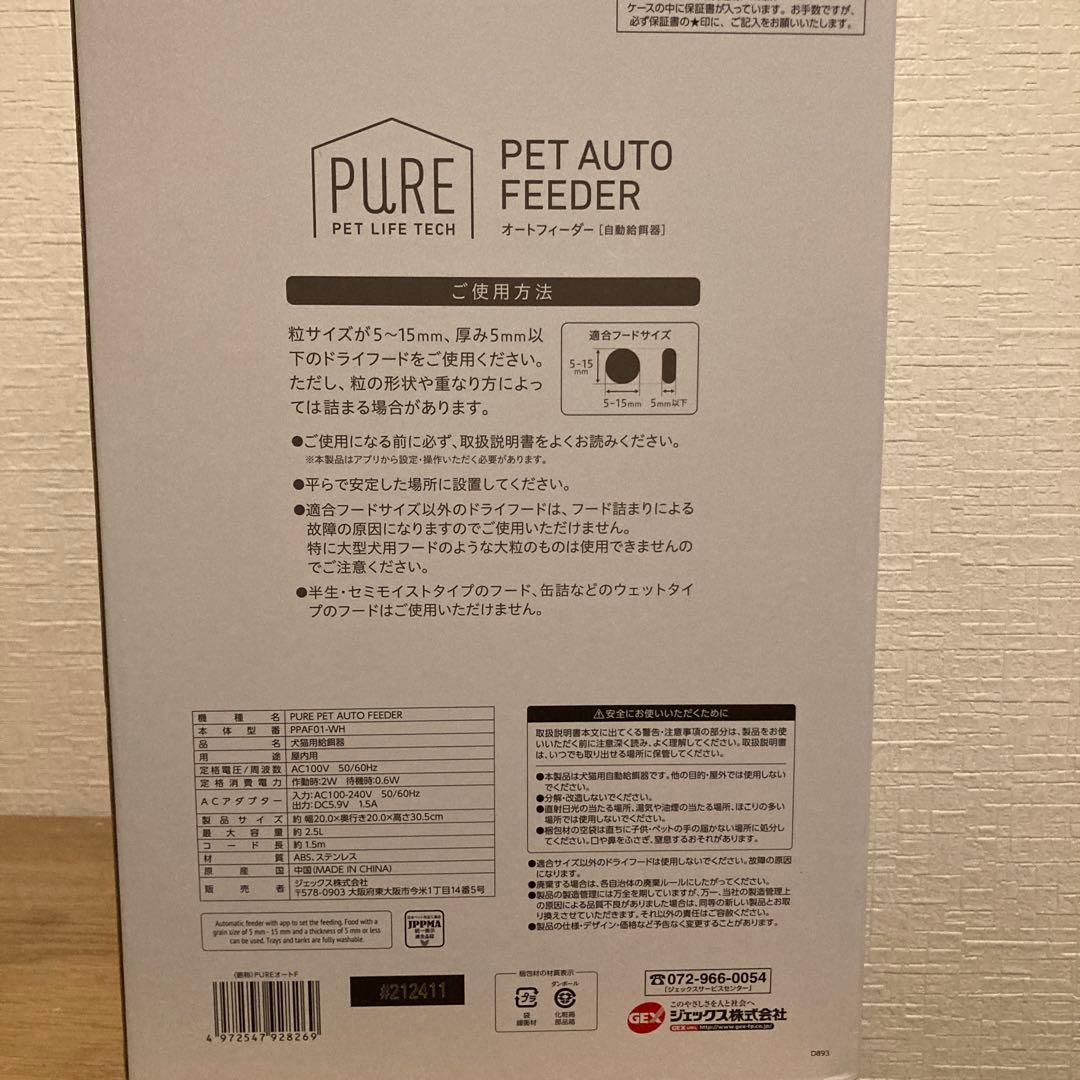 ケースの中に保証書が入っています。お手数ですが、
必ず保証書の★印に、ご記入をお願いいたします。
PURE
PET LIFE TECH
PET AUTO
FEEDER
オートフィーダー［自動給餌器］
ご使用方法
粒サイズが5～15mm、厚み5mm以
下のドライフードをご使用ください。
ただし、粒の形状や重なり方によっ
ては詰まる場合があります。
適合フードサイズ
5-15
mm
5-15mm 5mm以下
●ご使用になる前に必ず、取扱説明書をよくお読みください。
※本製品はアプリから設定・操作いただく必要があります。
●平らで安定した場所に設置してください。
●適合フードサイズ以外のドライフードは、フード詰まりによる
故障の原因になりますのでご使用いただけません。
特に大型犬用フードのような大粒のものは使用できませんの
でご注意ください。
●半生・セミモイストタイプのフード、缶詰などのウェットタイ
プのフードはご使用いただけません。
機種名 PURE PET AUTO FEEDER
本体型番 PPAF01-WH
品名 犬猫用給餌器
用途 屋内用
定格電圧/周波数 AC100V 50/60Hz
定格消費電力 作動時:2W 待機時:0.6W
ACアダプター 入力:AC100-240V 50/60Hz
出力:DC5.9V 1.5A
製品サイズ 約 幅20.0×奥行き20.0×高さ30.5cm
最大容量 約 2.5L
コード長 約 1.5m
材質 ABS、ステンレス
原産国 中国(MADE IN CHINA)
販売者 ジェックス株式会社
〒578-0903 大阪府東大阪市今米1丁目14番5号
⚠安全にお使いいただくために
取扱説明書本文に出てくる警告・注意事項の部分は、製品をお使
いいただく前に注意深く読み、よく理解してください。取扱説明書
は、いつでも取り出せる場所に保管してください。
●本製品は犬猫用自動給餌器です。他の目的・屋外では使用しない
でください。
●分解・改造しないでください。
●直射日光の当たる場所、湯気や油煙の当たる場所、ほこりの多い
場所では使用しないでください。
●梱包材の空袋は直ちに子供・ペットの手の届かない場所に処分し
てください。口や鼻をふさぎ、窒息するおそれがあります。
●適合サイズ以外のドライフードは使用しないでください。故障の原因
になります。
●廃棄する場合は、各自治体の廃棄ルールにしたがってください。
●製品の製造管理には万全を期していますが、万一、当社の製造管理上
の原因による品質不良がありました場合は、同等の新しい製品とお取
り換えさせていただきます。それ以外の責任はご容赦ください。
●製品の仕様・デザイン・価格など予告なく変更することがあります。
Automatic feeder with app to set the feeding. Food with a
grain size of 5 mm - 15 mm and a thickness of 5 mm or less
can be used. Trays and tanks are fully washable.
JPPMA
(略称)PUREオートF
4 972547 928269
#212411
梱包材の材質表示
プラ
袋
緩衝材
ダンボール
化粧箱
部品箱
☎072-966-0054
「ジェックスサービスセンター」
このやさしさを人と社会へ
GEX ジェックス株式会社
http://www.gex-fp.co.jp/
D893